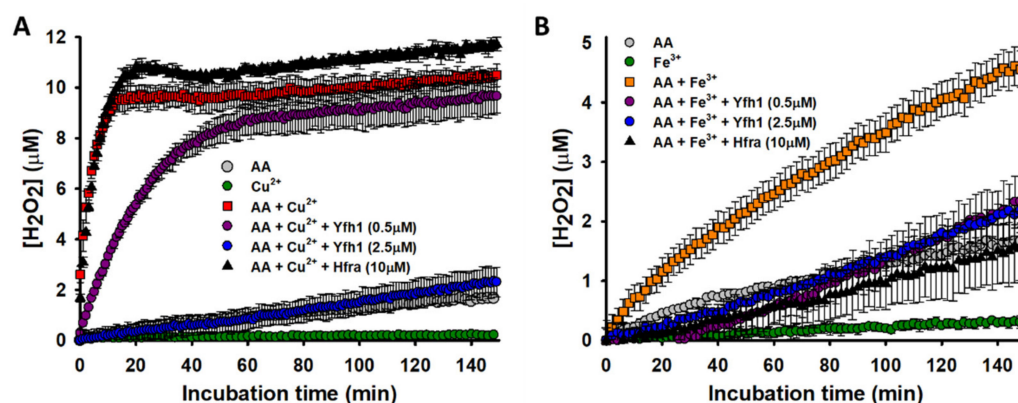 A
[H2O2] (μM)
12
10
8
6
4
2
0
AA
Cu2+
AA + Cu2+
AA + Cu2+ + Yfh1 (0.5μM)
AA + Cu2+ + Yfh1 (2.5μM)
AA + Cu2+ + Hfra (10μM)
0 20 40 60 80 100 120 140
Incubation time (min)
B
[H2O2] (μM)
5
4
3
2
1
0
AA
Fe3+
AA + Fe3+
AA + Fe3+ + Yfh1 (0.5μM)
AA + Fe3+ + Yfh1 (2.5μM)
AA + Fe3+ + Hfra (10μM)
0 20 40 60 80 100 120 140
Incubation time (min)